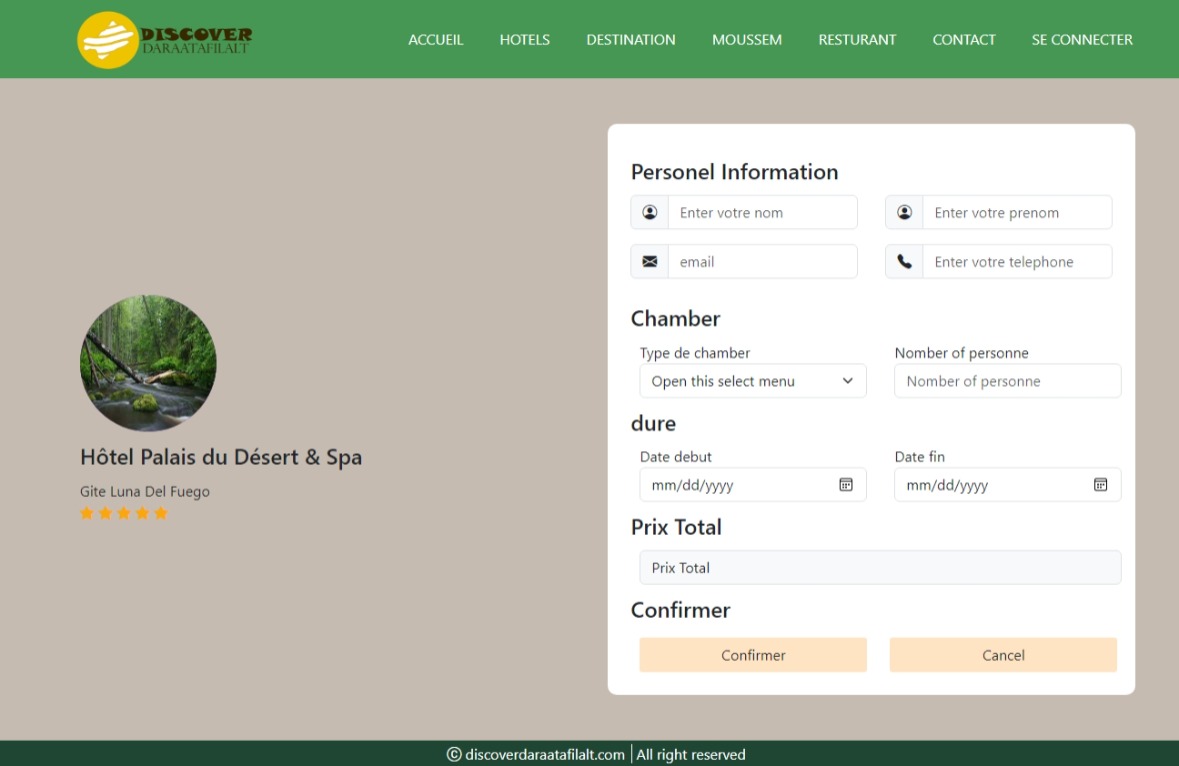 DISCOVER
DARAATAFILALT
ACCUEIL HOTELS DESTINATION MOUSSEM RESTURANT CONTACT SE CONNECTER
Hôtel Palais du Désert & Spa
Gite Luna Del Fuego
Personel Information
Enter votre nom Enter votre prenom
email Enter votre telephone
Chamber
Type de chamber Nomber of personne
Open this select menu Nomber of personne
dure
Date debut Date fin
mm/dd/yyyy mm/dd/yyyy
Prix Total
Prix Total
Confirmer
Confirmer Cancel
© discoverdaraatafilalt.com | All right reserved